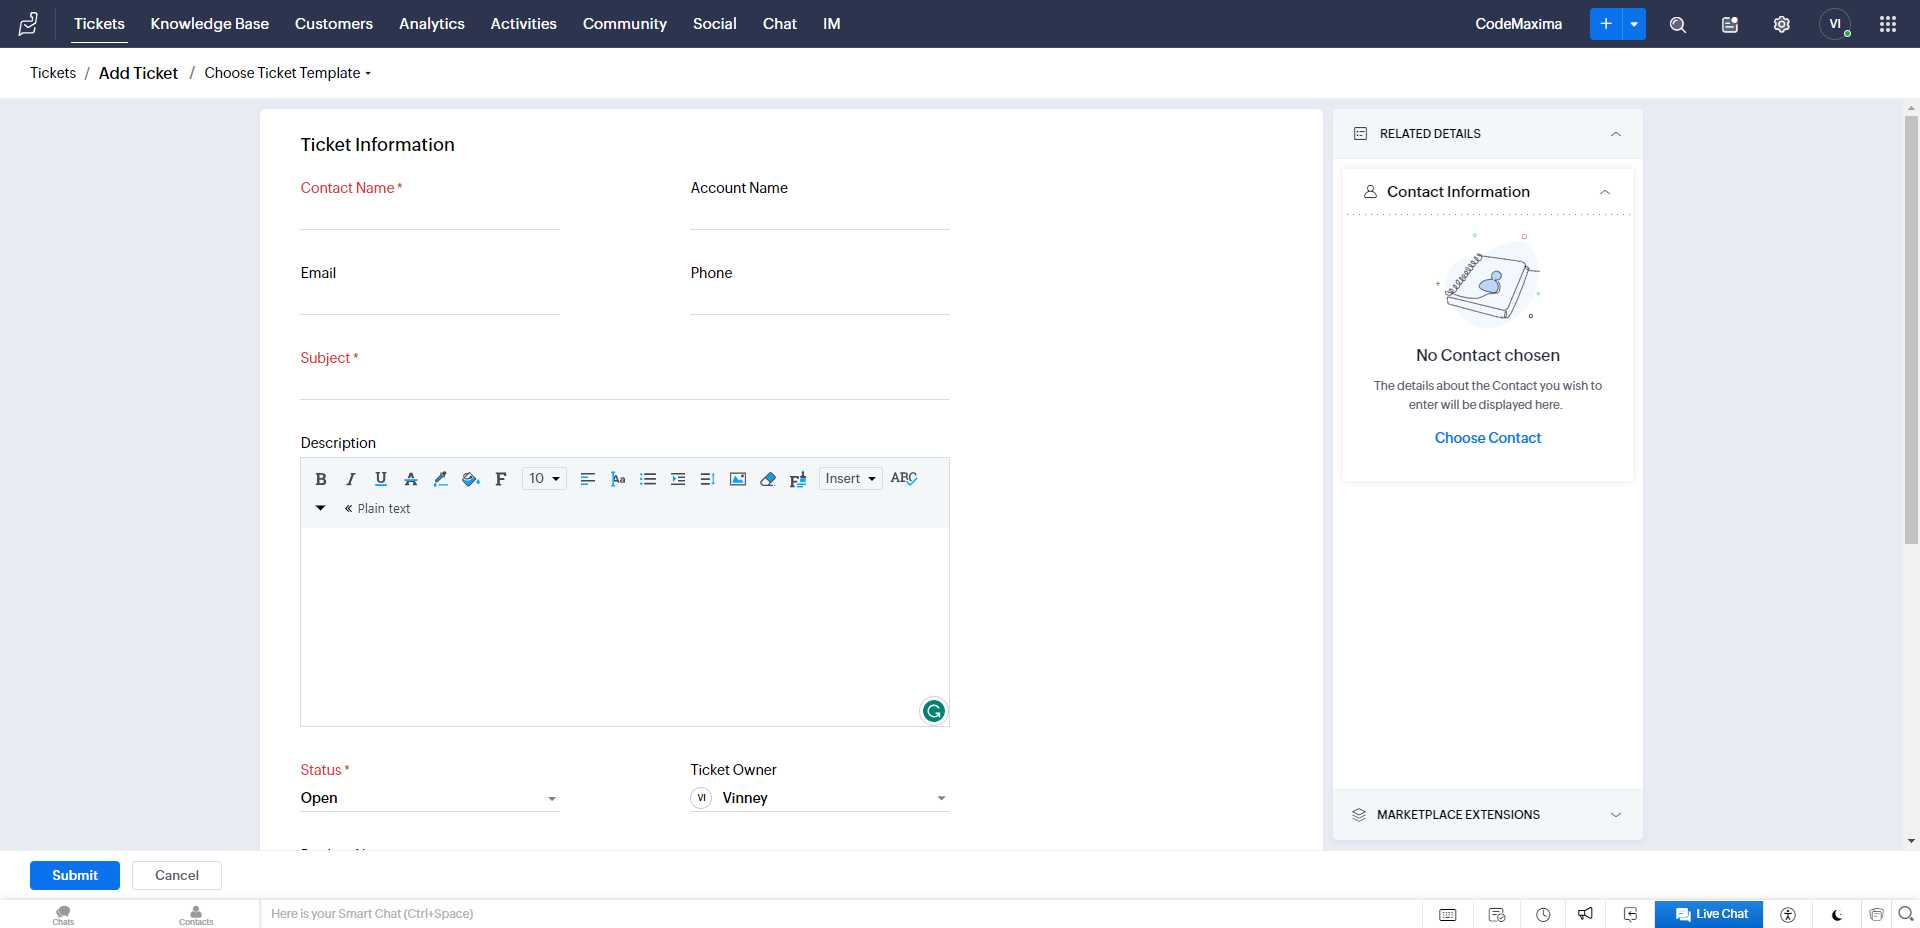 Tickets Knowledge Base Customers Analytics Activities Community Social Chat IM CodeMaxima VI
Tickets / Add Ticket / Choose Ticket Template
Ticket Information
Contact Name *
Account Name
Email
Phone
Subject *
Description
B I U A F 10 Aa Insert ABC
« Plain text
Status *
Open
Ticket Owner
VI Vinney
RELATED DETAILS
Contact Information
No Contact chosen
The details about the Contact you wish to
enter will be displayed here.
Choose Contact
MARKETPLACE EXTENSIONS
Submit Cancel
Chats Contacts Here is your Smart Chat (Ctrl+Space) Live Chat